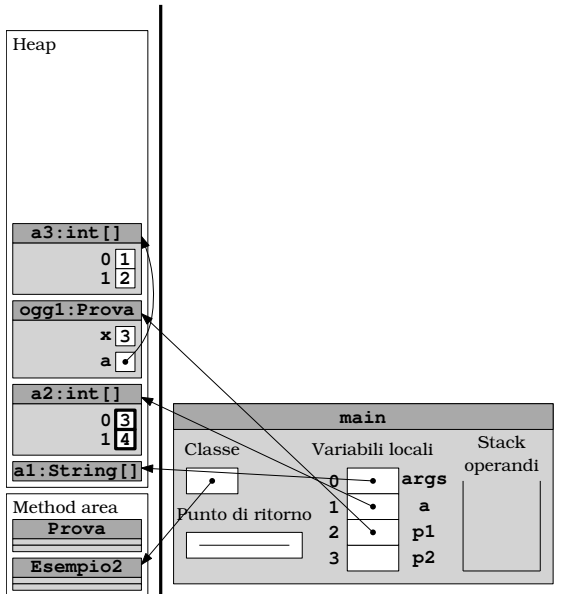 Heap
a3:int[]
0 1
1 2
ogg1:Prova
x 3
a
a2:int[]
0 3
1 4
a1:String[]
Method area
Prova
Esempio2
main
Classe
Variabili locali
Stack
operandi
Punto di ritorno
0 args
1 a
2 p1
3 p2